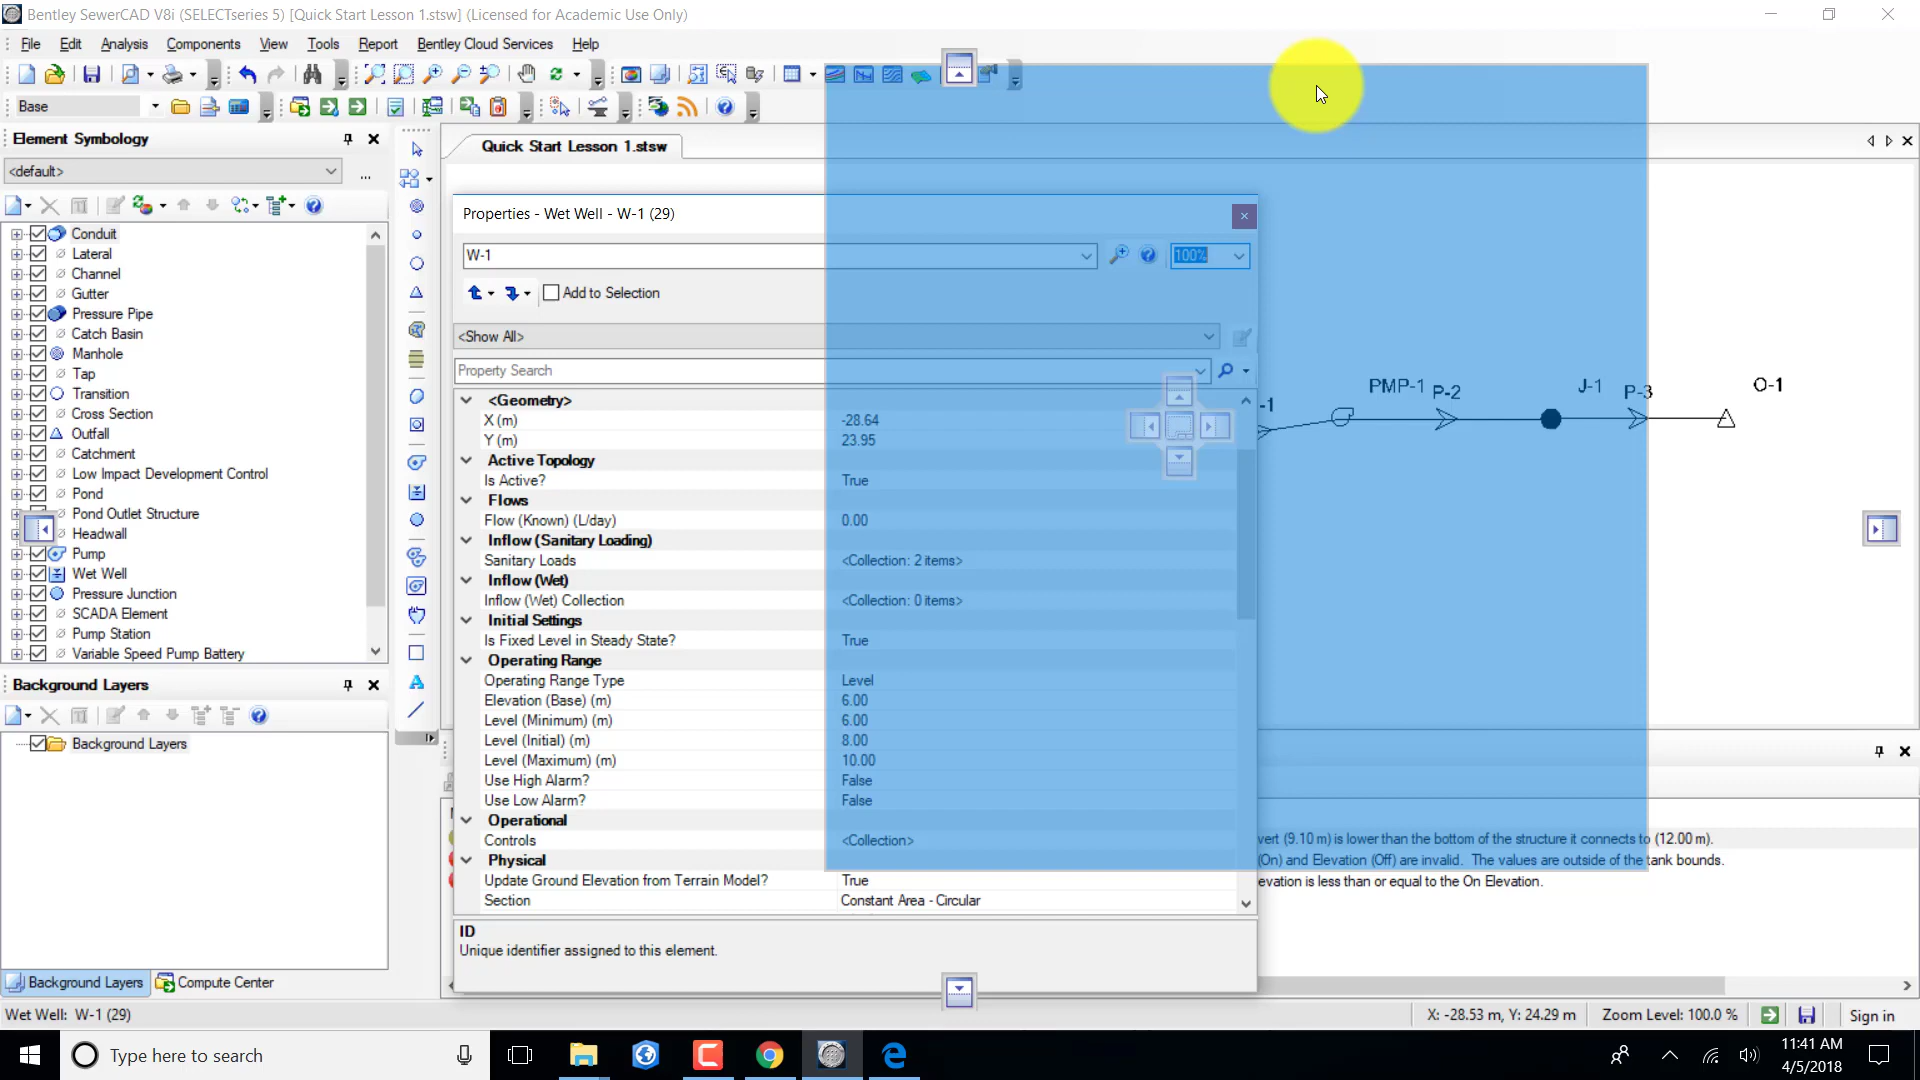 Bentley SewerCAD V8i (SELECTseries 5) [Quick Start Lesson 1.stsw] (Licensed for Academic Use Only)
File Edit Analysis Components View Tools Report Bentley Cloud Services Help
Base
Element Symbology
Quick Start Lesson 1.stsw
<default>
...
Properties - Wet Well - W-1 (29)
W-1
100%
Add to Selection
<Show All>
Property Search
Conduit
Lateral
Channel
Gutter
Pressure Pipe
Catch Basin
Manhole
Tap
Transition
Cross Section
Outfall
Catchment
Low Impact Development Control
Pond
Pond Outlet Structure
Headwall
Pump
Wet Well
Pressure Junction
SCADA Element
Pump Station
Variable Speed Pump Battery
<Geometry>
X (m) -28.64
Y (m) 23.95
Active Topology
Is Active? True
Flows
Flow (Known) (L/day) 0.00
Inflow (Sanitary Loading)
Sanitary Loads <Collection: 2 items>
Inflow (Wet)
Inflow (Wet) Collection <Collection: 0 items>
Initial Settings
Is Fixed Level in Steady State? True
Operating Range
Operating Range Type Level
Elevation (Base) (m) 6.00
Level (Minimum) (m) 6.00
Level (Initial) (m) 8.00
Level (Maximum) (m) 10.00
Use High Alarm? False
Use Low Alarm? False
Operational
Controls <Collection>
Physical
Update Ground Elevation from Terrain Model? True
Section Constant Area - Circular
ID
Unique identifier assigned to this element.
-1 PMP-1 P-2 J-1 P-3 O-1
vert (9.10 m) is lower than the bottom of the structure it connects to (12.00 m).
(On) and Elevation (Off) are invalid. The values are outside of the tank bounds.
evation is less than or equal to the On Elevation.
Background Layers
Background Layers
Background Layers Compute Center
Wet Well: W-1 (29)
X: -28.53 m, Y: 24.29 m Zoom Level: 100.0 % Sign in
Type here to search
11:41 AM
4/5/2018